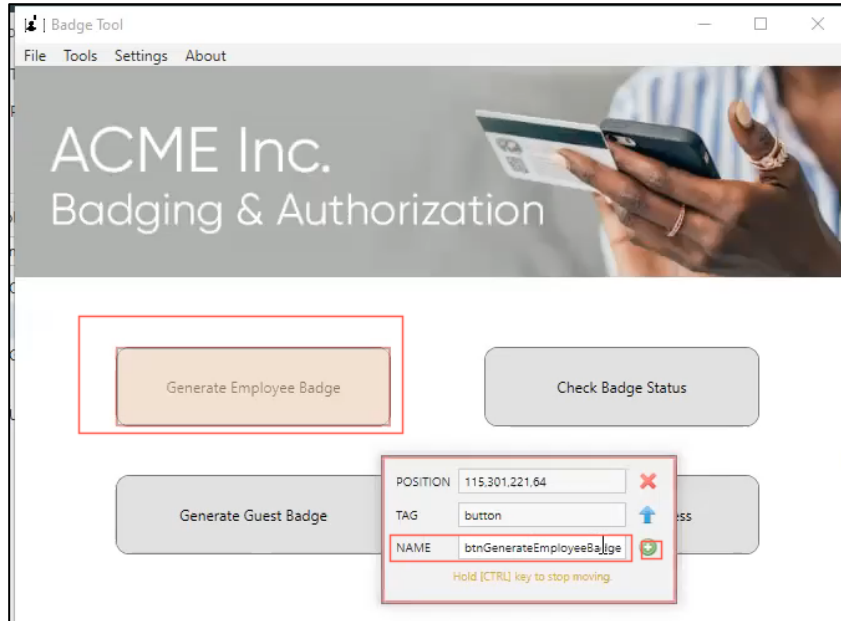 Badge Tool
File Tools Settings About
ACME Inc.
Badging & Authorization
Generate Employee Badge
Check Badge Status
Generate Guest Badge
POSITION 115,301,221,64
TAG button
NAME btnGenerateEmployeeBadge
Hold [CTRL] key to stop moving.